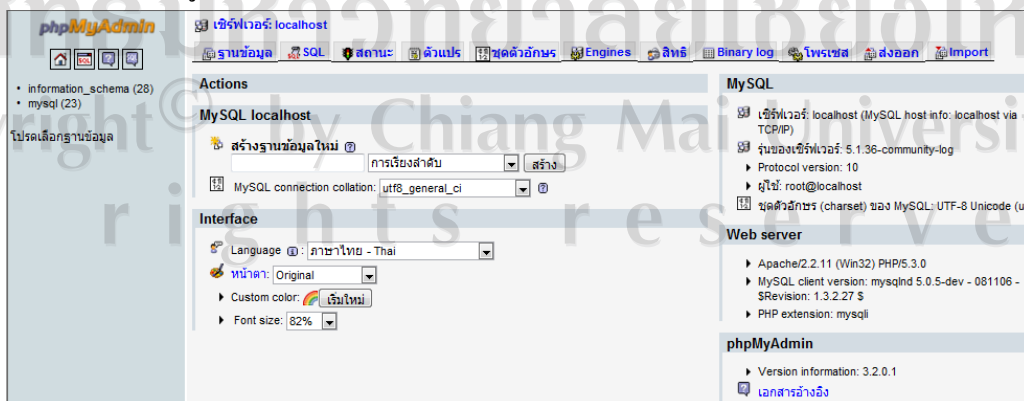 phpMyAdmin
SQL
information_schema (28)
mysql (23)
โปรดเลือกฐานข้อมูล
เซิร์ฟเวอร์: localhost
ฐานข้อมูล SQL สถานะ ตัวแปร ชุดตัวอักษร Engines สิทธิ Binary log โพรเซส ส่งออก Import
Actions
MySQL localhost
สร้างฐานข้อมูลใหม่
การเรียงลำดับ สร้าง
MySQL connection collation: utf8_general_ci
Interface
Language : ภาษาไทย - Thai
หน้าตา: Original
Custom color: เริ่มใหม่
Font size: 82%
MySQL
เซิร์ฟเวอร์: localhost (MySQL host info: localhost via
TCP/IP)
รุ่นของเซิร์ฟเวอร์: 5.1.36-community-log
Protocol version: 10
ผู้ใช้: root@localhost
ชุดตัวอักษร (charset) ของ MySQL: UTF-8 Unicode (u
Web server
Apache/2.2.11 (Win32) PHP/5.3.0
MySQL client version: mysqlnd 5.0.5-dev - 081106 -
$Revision: 1.3.2.27 $
PHP extension: mysqli
phpMyAdmin
Version information: 3.2.0.1
เอกสารอ้างอิง
right © by Chiang Mai Universi
rights reserve